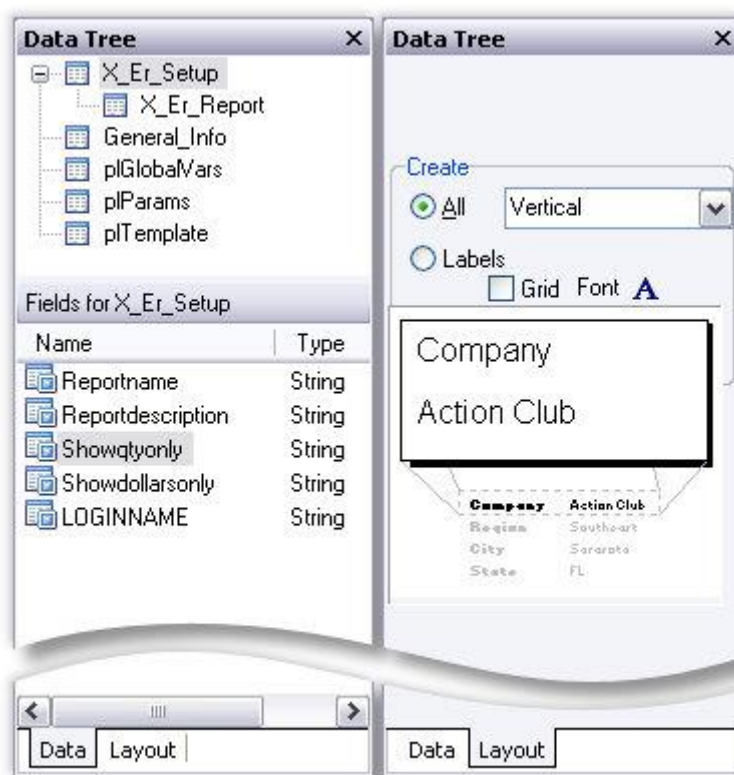 Data Tree
X_Er_Setup
X_Er_Report
General_Info
plGlobalVars
plParams
plTemplate
Fields for X_Er_Setup
Name Type
Reportname String
Reportdescription String
Showqtyonly String
Showdollarsonly String
LOGINNAME String
Data Layout
Data Tree
Create
All Vertical
Labels
Grid Font A
Company
Action Club
Company Action Club
Region Southeast
City Sarasota
State FL
Data Layout